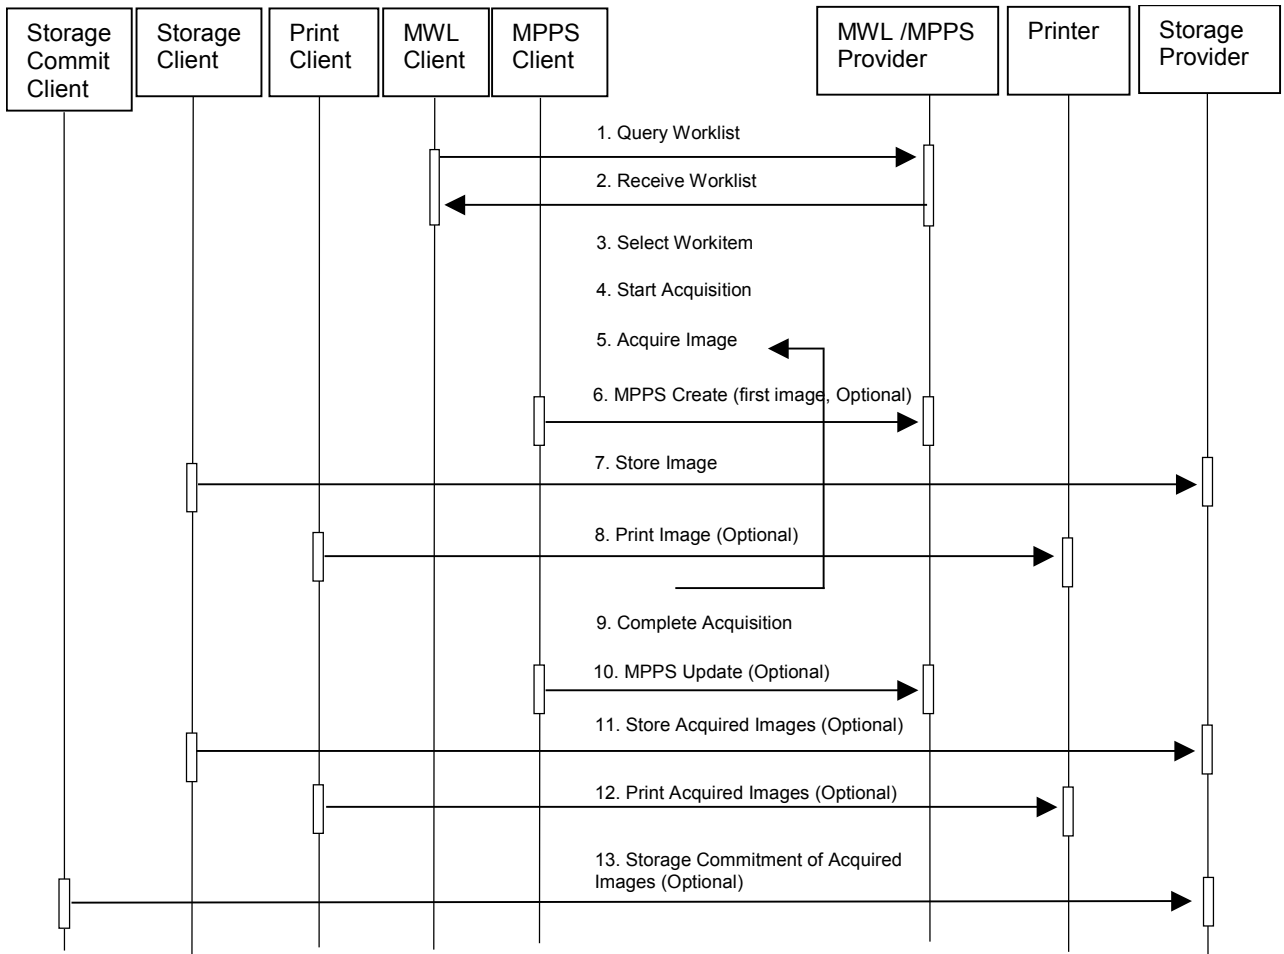 Storage
Commit
Client
Storage
Client
Print
Client
MWL
Client
MPPS
Client
MWL /MPPS
Provider
Printer
Storage
Provider
1. Query Worklist
2. Receive Worklist
3. Select Workitem
4. Start Acquisition
5. Acquire Image
6. MPPS Create (first image, Optional)
7. Store Image
8. Print Image (Optional)
9. Complete Acquisition
10. MPPS Update (Optional)
11. Store Acquired Images (Optional)
12. Print Acquired Images (Optional)
13. Storage Commitment of Acquired
Images (Optional)